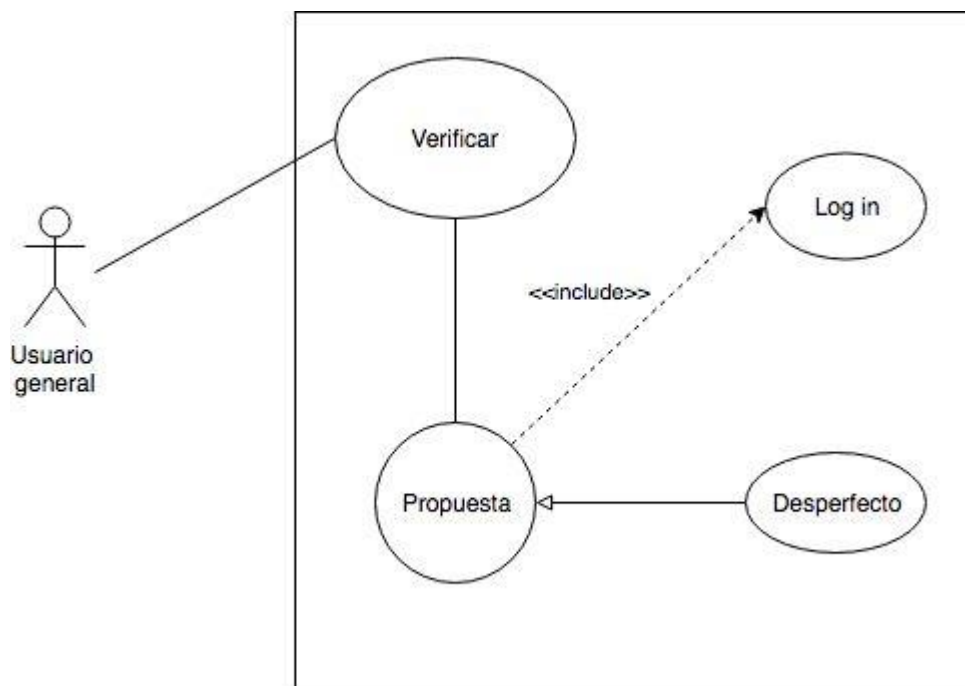 Verificar
Log in
<<include>>
Usuario
general
Propuesta
Desperfecto